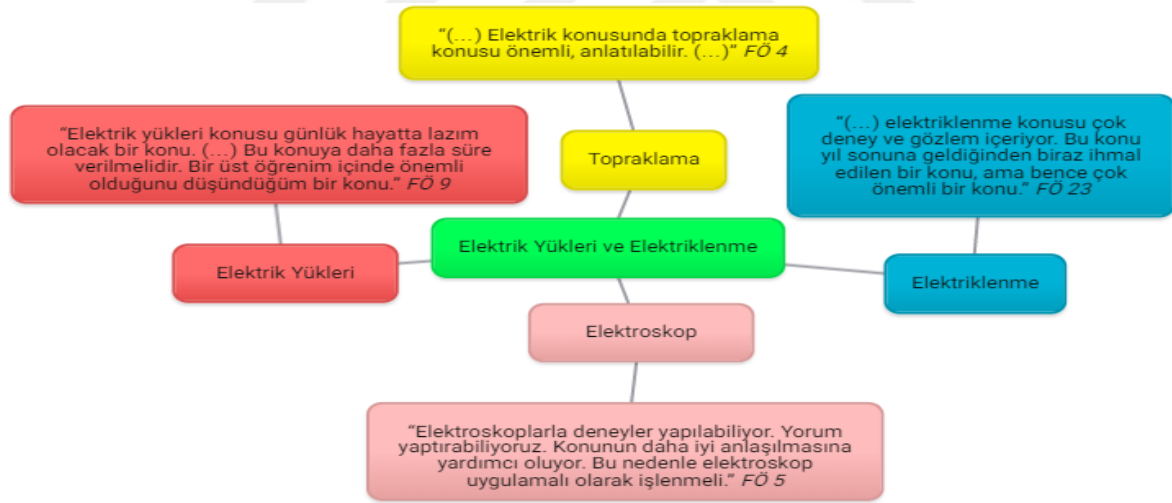 “(...) Elektrik konusunda topraklama
konusu önemli, anlatılabilir. (...)” FÖ 4
“Elektrik yükleri konusu günlük hayatta lazım
olacak bir konu. (...) Bu konuya daha fazla süre
verilmelidir. Bir üst öğrenim içinde önemli
olduğunu düşündüğüm bir konu.” FÖ 9
“(...) elektriklenme konusu çok
deney ve gözlem içeriyor. Bu konu
yıl sonuna geldiğinden biraz ihmal
edilen bir konu, ama bence çok
önemli bir konu.” FÖ 23
Topraklama
Elektrik Yükleri ve Elektriklenme
Elektrik Yükleri
Elektriklenme
Elektroskop
“Elektroskoplarla deneyler yapılabiliyor. Yorum
yaptırabiliyoruz. Konunun daha iyi anlaşılmasına
yardımcı oluyor. Bu nedenle elektroskop
uygulamalı olarak işlenmeli.” FÖ 5